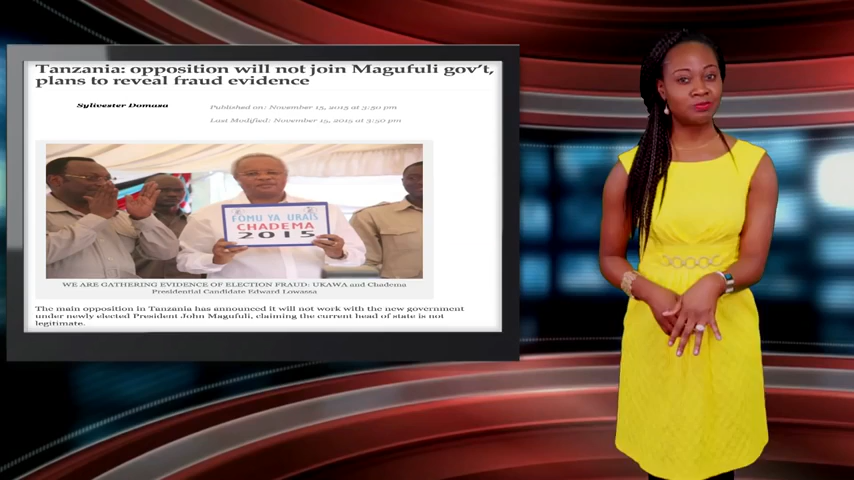 Tanzania: opposition will not join Magufuli gov't,
plans to reveal fraud evidence
Sylivester Domasa
Published on: November 15, 2015 at 3:50 pm
Last Modified: November 15, 2015 at 3:50 pm
FOMU YA URAIS
CHADEMA
2015
WE ARE GATHERING EVIDENCE OF ELECTION FRAUD: UKAWA and Chadema
Presidential Candidate Edward Lowassa
The main opposition in Tanzania has announced it will not work with the new government
under newly elected President John Magufuli, claiming the current head of state is not
legitimate.